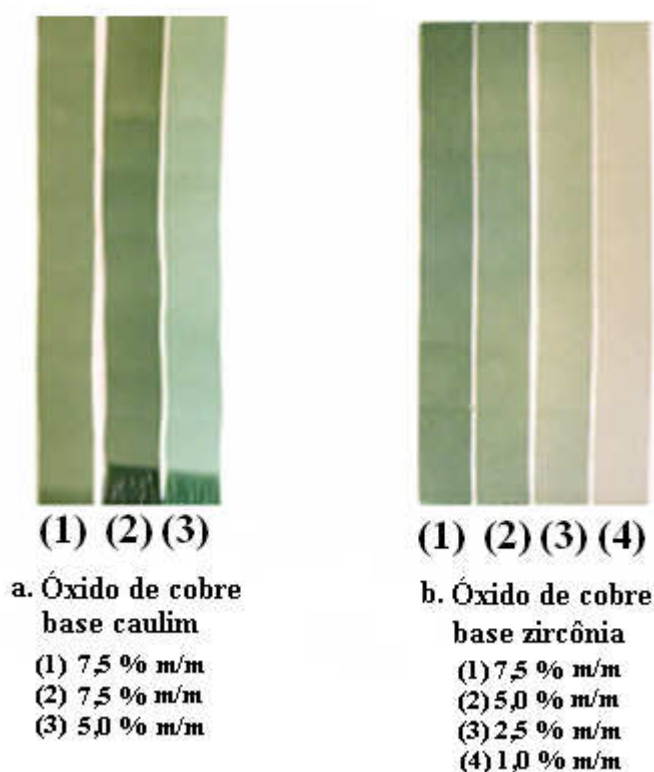 (1) (2) (3)
a. Óxido de cobre
base caulim
(1) 7,5 % m/m
(2) 7,5 % m/m
(3) 5,0 % m/m
(1) (2) (3) (4)
b. Óxido de cobre
base zircônia
(1) 7,5 % m/m
(2) 5,0 % m/m
(3) 2,5 % m/m
(4) 1,0 % m/m